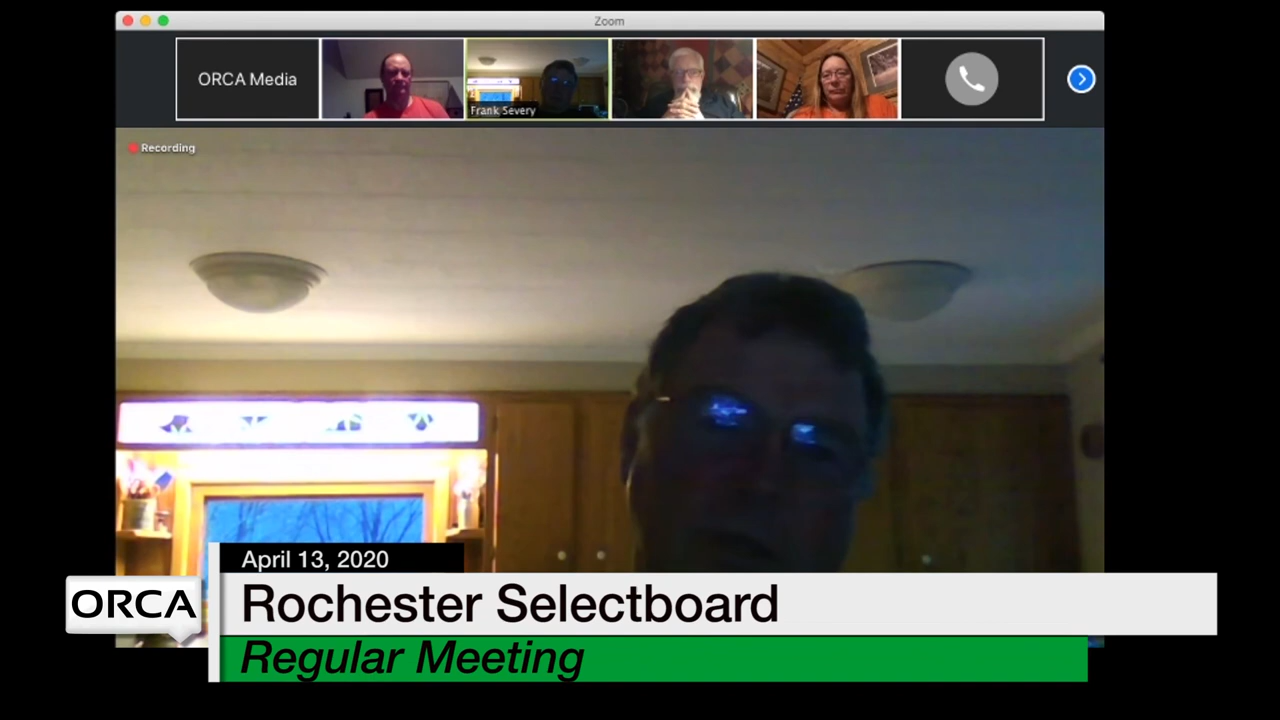 Zoom
ORCA Media
Frank Severy
Recording
April 13, 2020
ORCA
Rochester Selectboard
Regular Meeting